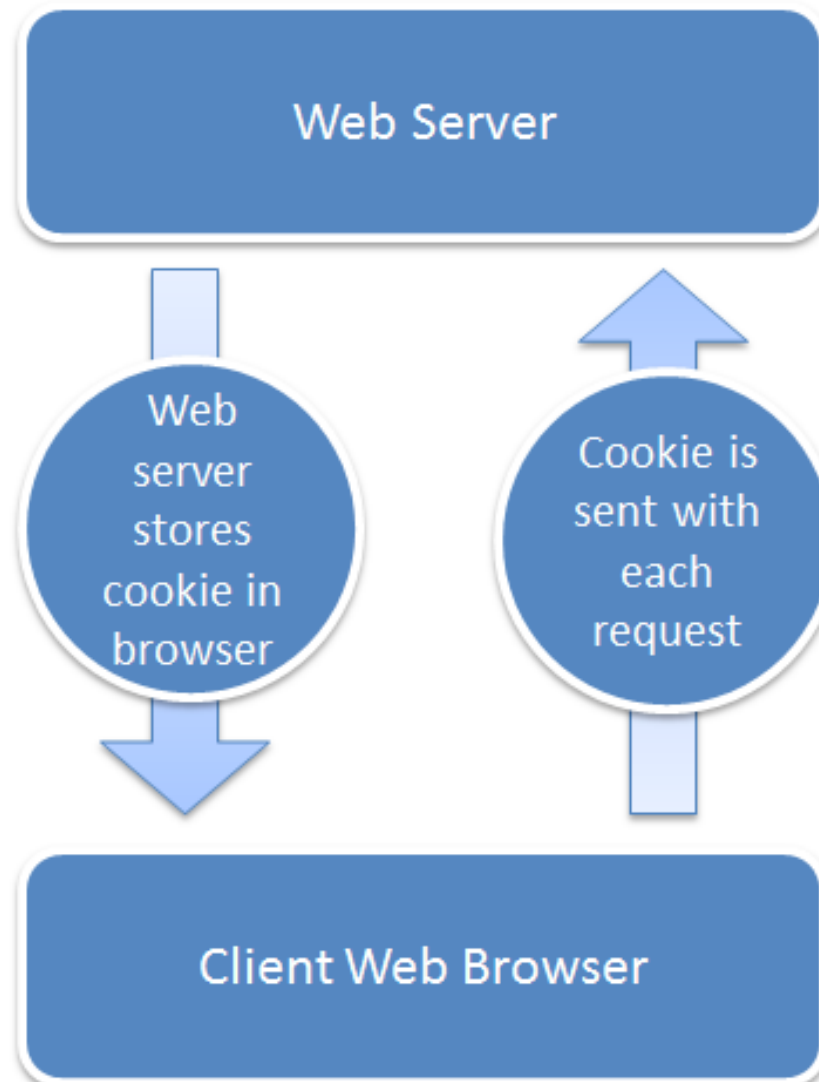 Web Server
Web
server
stores
cookie in
browser
Cookie is
sent with
each
request
Client Web Browser